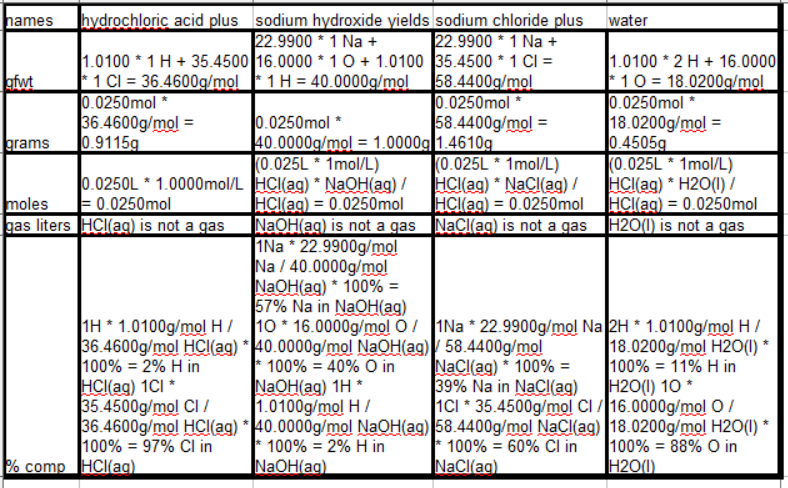 names
hydrochloric acid plus
sodium hydroxide yields
sodium chloride plus
water
gfwt
1.0100 * 1 H + 35.4500
* 1 Cl = 36.4600g/mol
22.9900 * 1 Na +
16.0000 * 1 O + 1.0100
* 1 H = 40.0000g/mol
22.9900 * 1 Na +
35.4500 * 1 Cl =
58.4400g/mol
1.0100 * 2 H + 16.0000
* 1 O = 18.0200g/mol
grams
0.0250mol *
36.4600g/mol =
0.9115g
0.0250mol *
40.0000g/mol = 1.0000g
0.0250mol *
58.4400g/mol =
1.4610g
0.0250mol *
18.0200g/mol =
0.4505g
moles
0.0250L * 1.0000mol/L
= 0.0250mol
(0.025L * 1mol/L)
HCl(aq) * NaOH(aq) /
HCl(aq) = 0.0250mol
(0.025L * 1mol/L)
HCl(aq) * NaCl(aq) /
HCl(aq) = 0.0250mol
(0.025L * 1mol/L)
HCl(aq) * H2O(l) /
HCl(aq) = 0.0250mol
gas liters
HCl(aq) is not a gas
NaOH(aq) is not a gas
NaCl(aq) is not a gas
H2O(l) is not a gas
% comp
1H * 1.0100g/mol H /
36.4600g/mol HCl(aq) *
100% = 2% H in
HCl(aq) 1Cl *
35.4500g/mol Cl /
36.4600g/mol HCl(aq) *
100% = 97% Cl in
HCl(aq)
1Na * 22.9900g/mol
Na / 40.0000g/mol
NaOH(aq) * 100% =
57% Na in NaOH(aq)
1O * 16.0000g/mol O /
40.0000g/mol NaOH(aq)
* 100% = 40% O in
NaOH(aq) 1H *
1.0100g/mol H /
40.0000g/mol NaOH(aq)
* 100% = 2% H in
NaOH(aq)
1Na * 22.9900g/mol Na
/ 58.4400g/mol
NaCl(aq) * 100% =
39% Na in NaCl(aq)
1Cl * 35.4500g/mol Cl /
58.4400g/mol NaCl(aq)
* 100% = 60% Cl in
NaCl(aq)
2H * 1.0100g/mol H /
18.0200g/mol H2O(l) *
100% = 11% H in
H2O(l) 1O *
16.0000g/mol O /
18.0200g/mol H2O(l) *
100% = 88% O in
H2O(l)